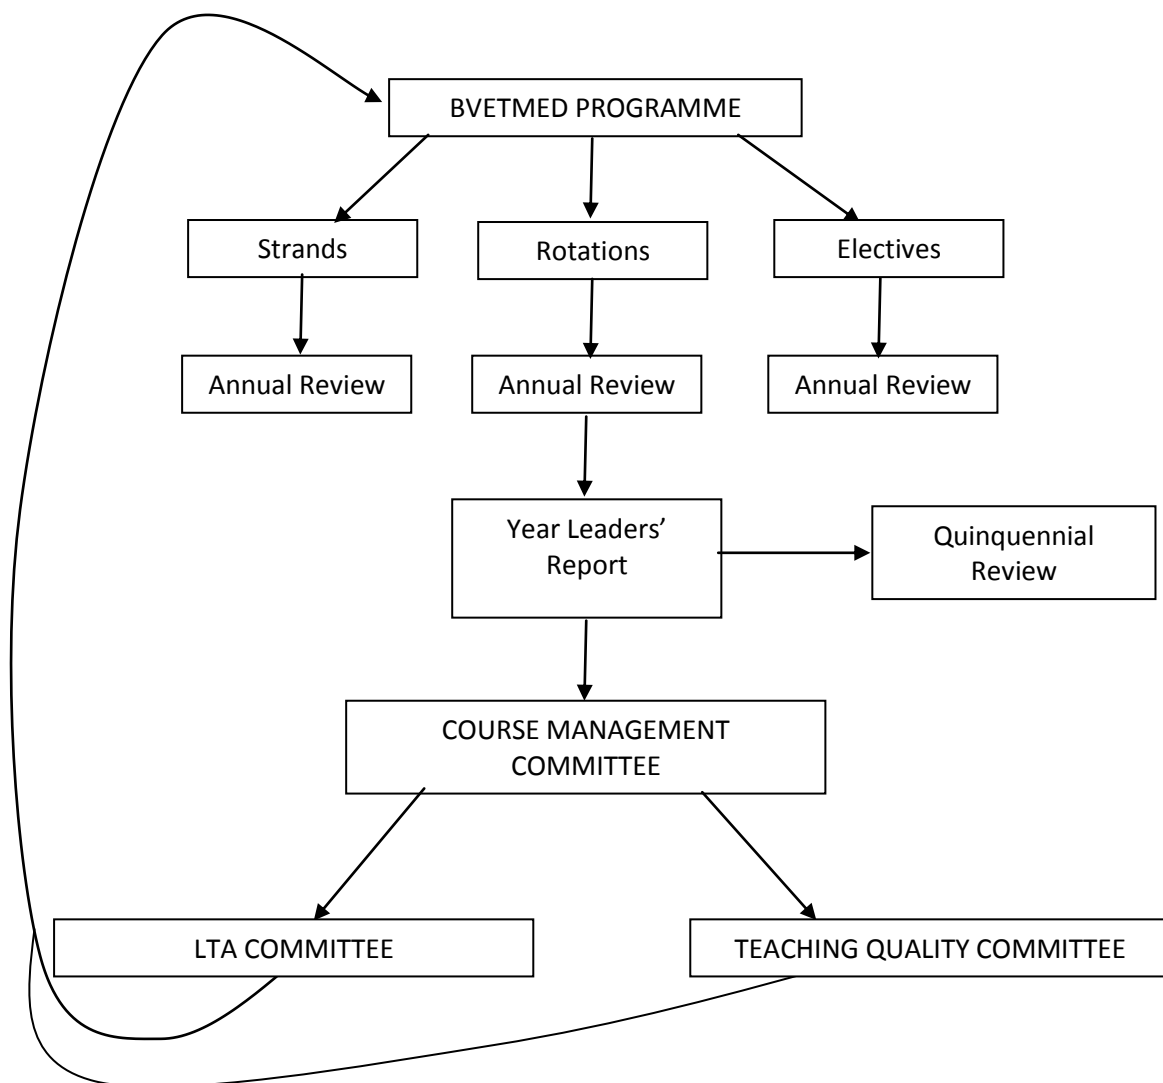 BVETMED PROGRAMME
Strands
Rotations
Electives
Annual Review
Annual Review
Annual Review
Year Leaders’
Report
Quinquennial
Review
COURSE MANAGEMENT
COMMITTEE
LTA COMMITTEE
TEACHING QUALITY COMMITTEE